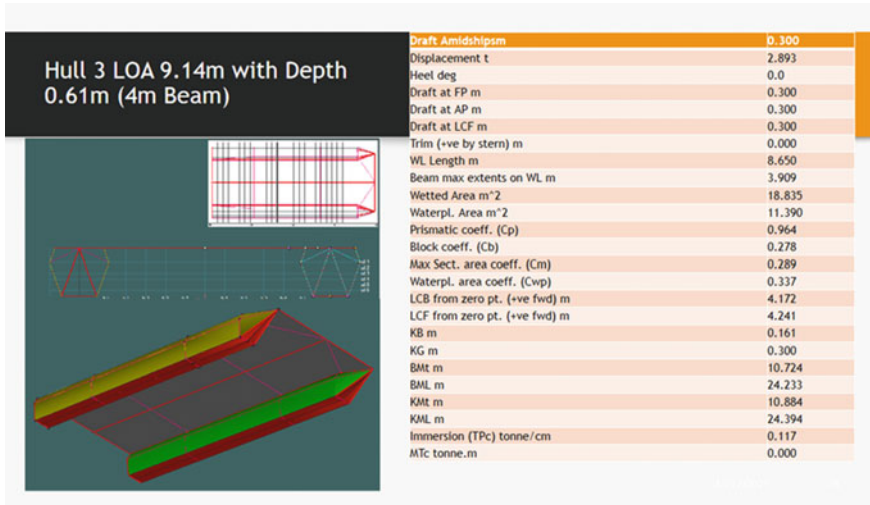 Hull 3 LOA 9.14m with Depth
0.61m (4m Beam)
Draft Amidshipsm 0.300
Displacement t 2.893
Heel deg 0.0
Draft at FP m 0.300
Draft at AP m 0.300
Draft at LCF m 0.300
Trim (+ve by stern) m 0.000
WL Length m 8.650
Beam max extents on WL m 3.909
Wetted Area m^2 18.835
Waterpl. Area m^2 11.390
Prismatic coeff. (Cp) 0.964
Block coeff. (Cb) 0.278
Max Sect. area coeff. (Cm) 0.289
Waterpl. area coeff. (Cwp) 0.337
LCB from zero pt. (+ve fwd) m 4.172
LCF from zero pt. (+ve fwd) m 4.241
KB m 0.161
KG m 0.300
BMt m 10.724
BML m 24.233
KMt m 10.884
KML m 24.394
Immersion (TPc) tonne/cm 0.117
MTc tonne.m 0.000